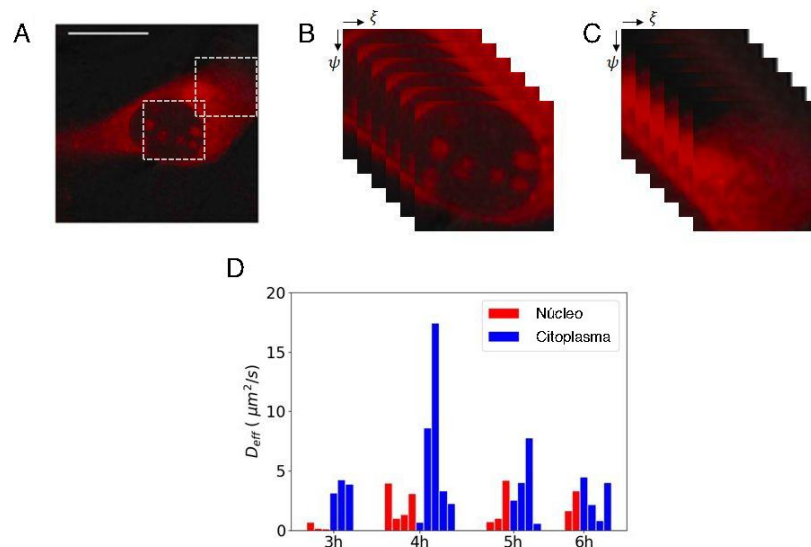 A
B
ξ
ψ
C
ξ
ψ
D
20
15
10
5
0
D_eff ( μm²/s)
Núcleo
Citoplasma
3h
4h
5h
6h